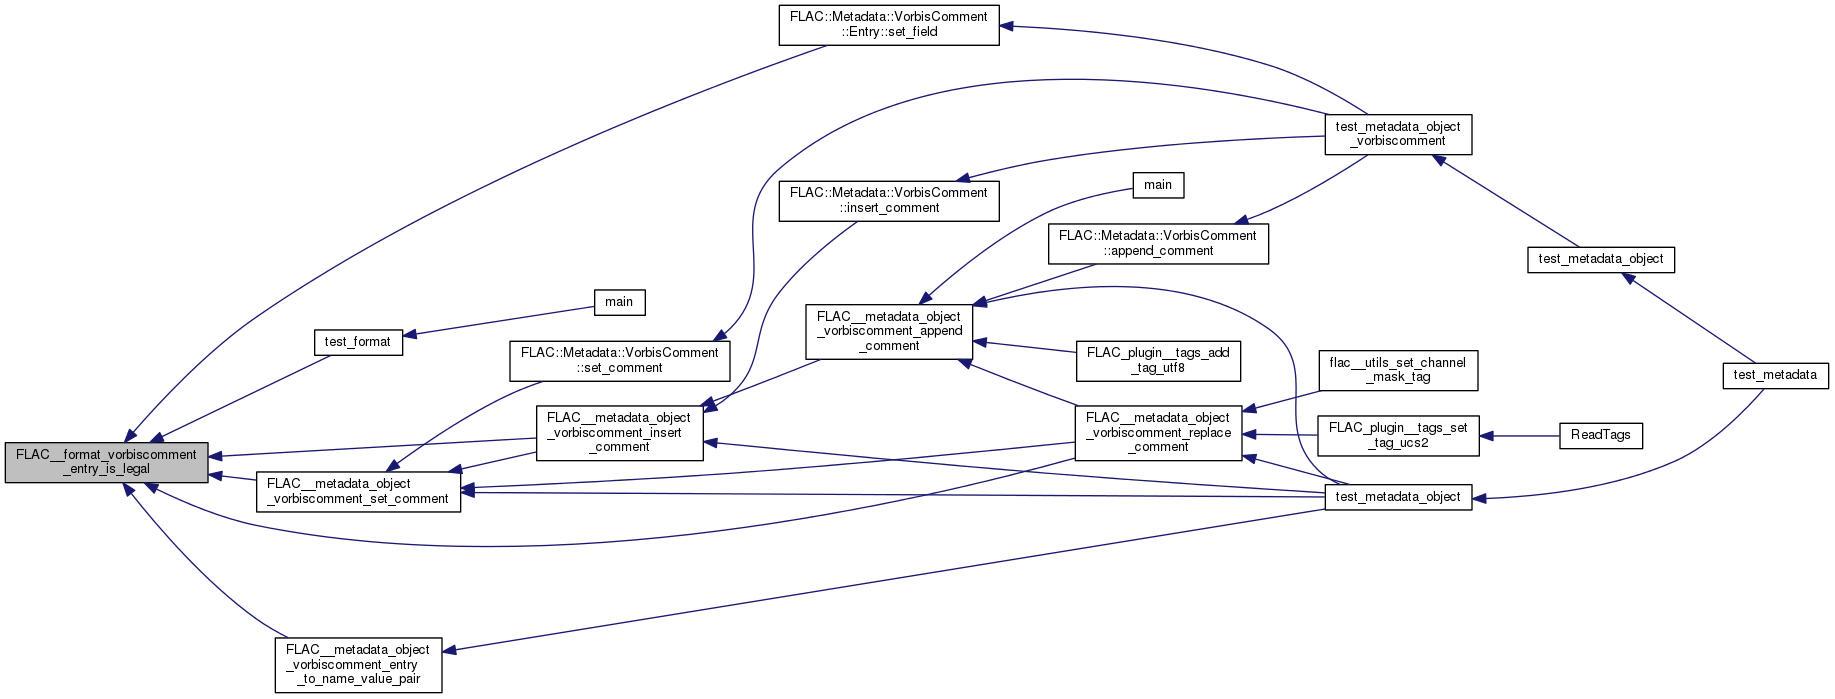 FLAC::Metadata::VorbisComment
::Entry::set_field
test_metadata_object
_vorbiscomment
FLAC::Metadata::VorbisComment
::insert_comment
main
FLAC::Metadata::VorbisComment
::append_comment
test_metadata_object
main
test_format
FLAC__metadata_object
_vorbiscomment_append
_comment
FLAC::Metadata::VorbisComment
::set_comment
FLAC_plugin__tags_add
_tag_utf8
flac__utils_set_channel
_mask_tag
test_metadata
FLAC__metadata_object
_vorbiscomment_insert
_comment
FLAC__metadata_object
_vorbiscomment_replace
_comment
FLAC_plugin__tags_set
_tag_ucs2
ReadTags
FLAC__format_vorbiscomment
_entry_is_legal
FLAC__metadata_object
_vorbiscomment_set_comment
test_metadata_object
FLAC__metadata_object
_vorbiscomment_entry
_to_name_value_pair